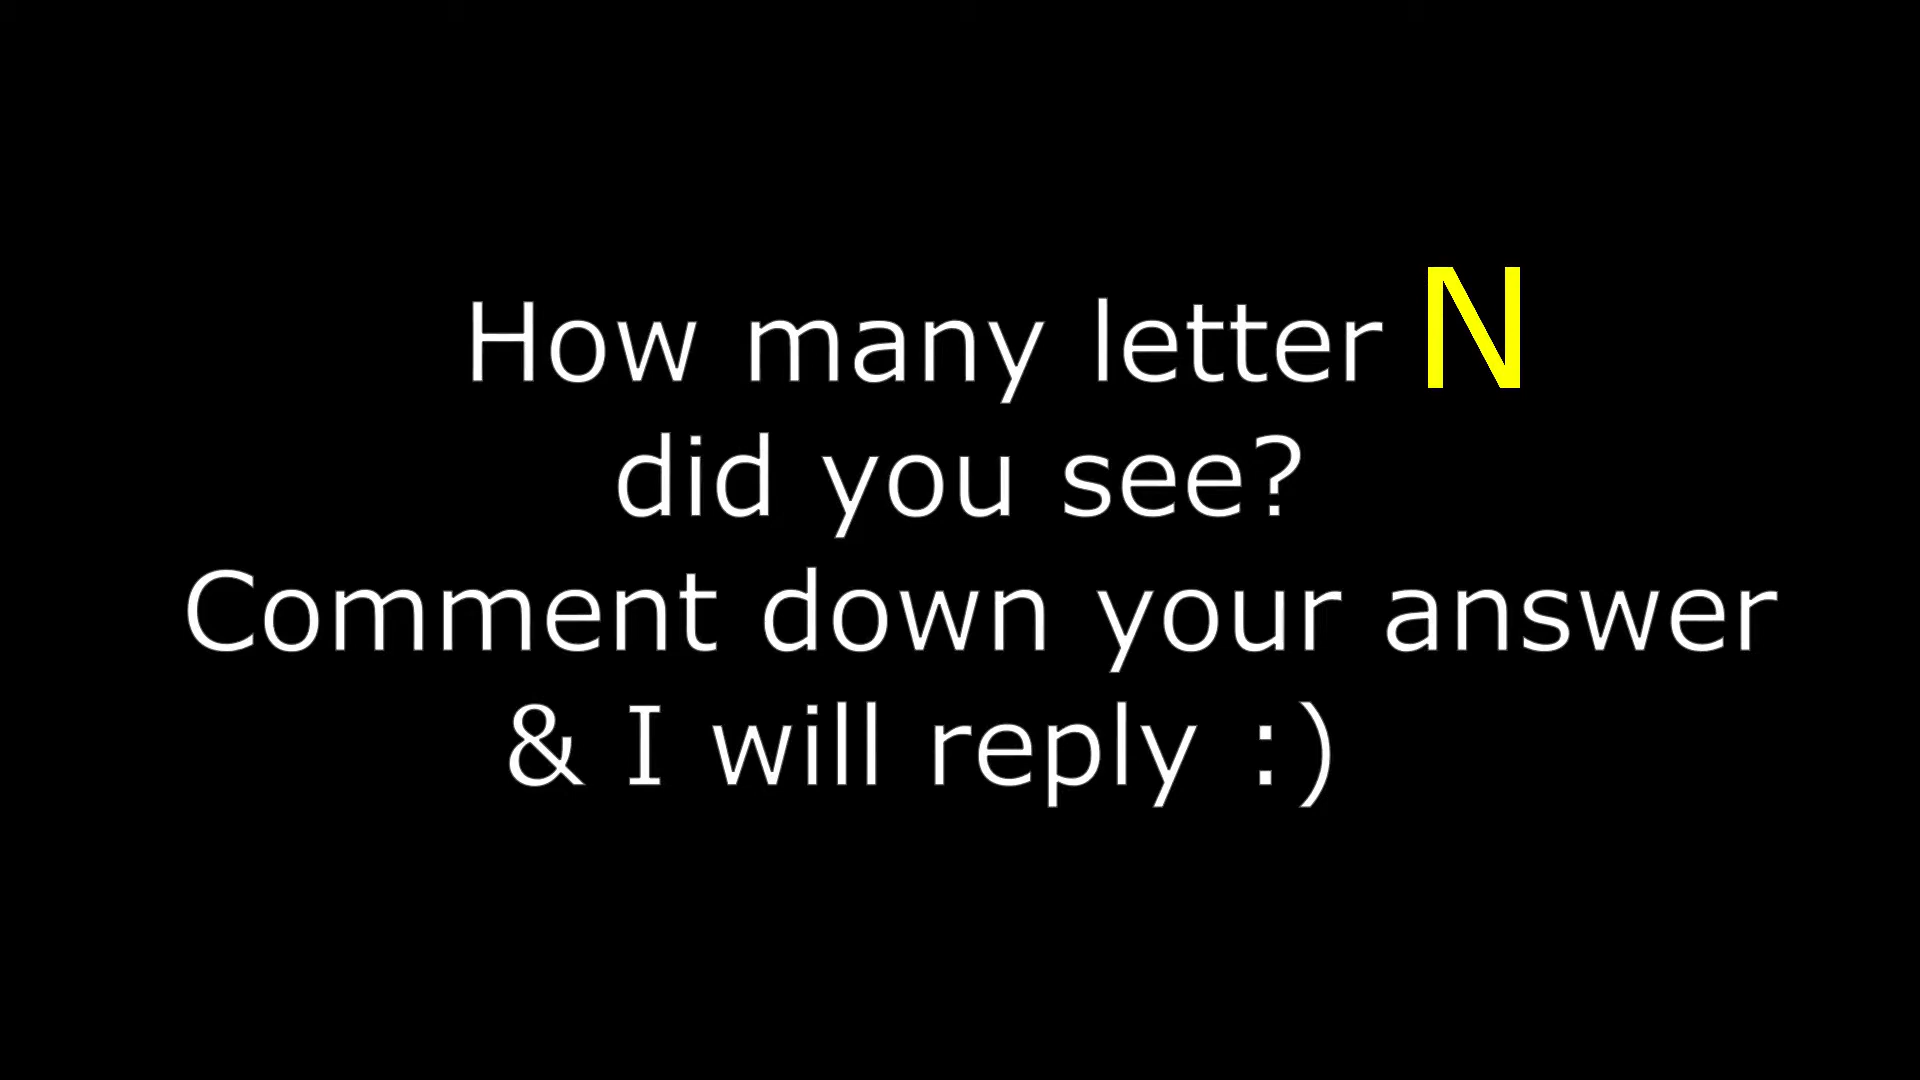 How many letter N
did you see?
Comment down your answer
& I will reply :)